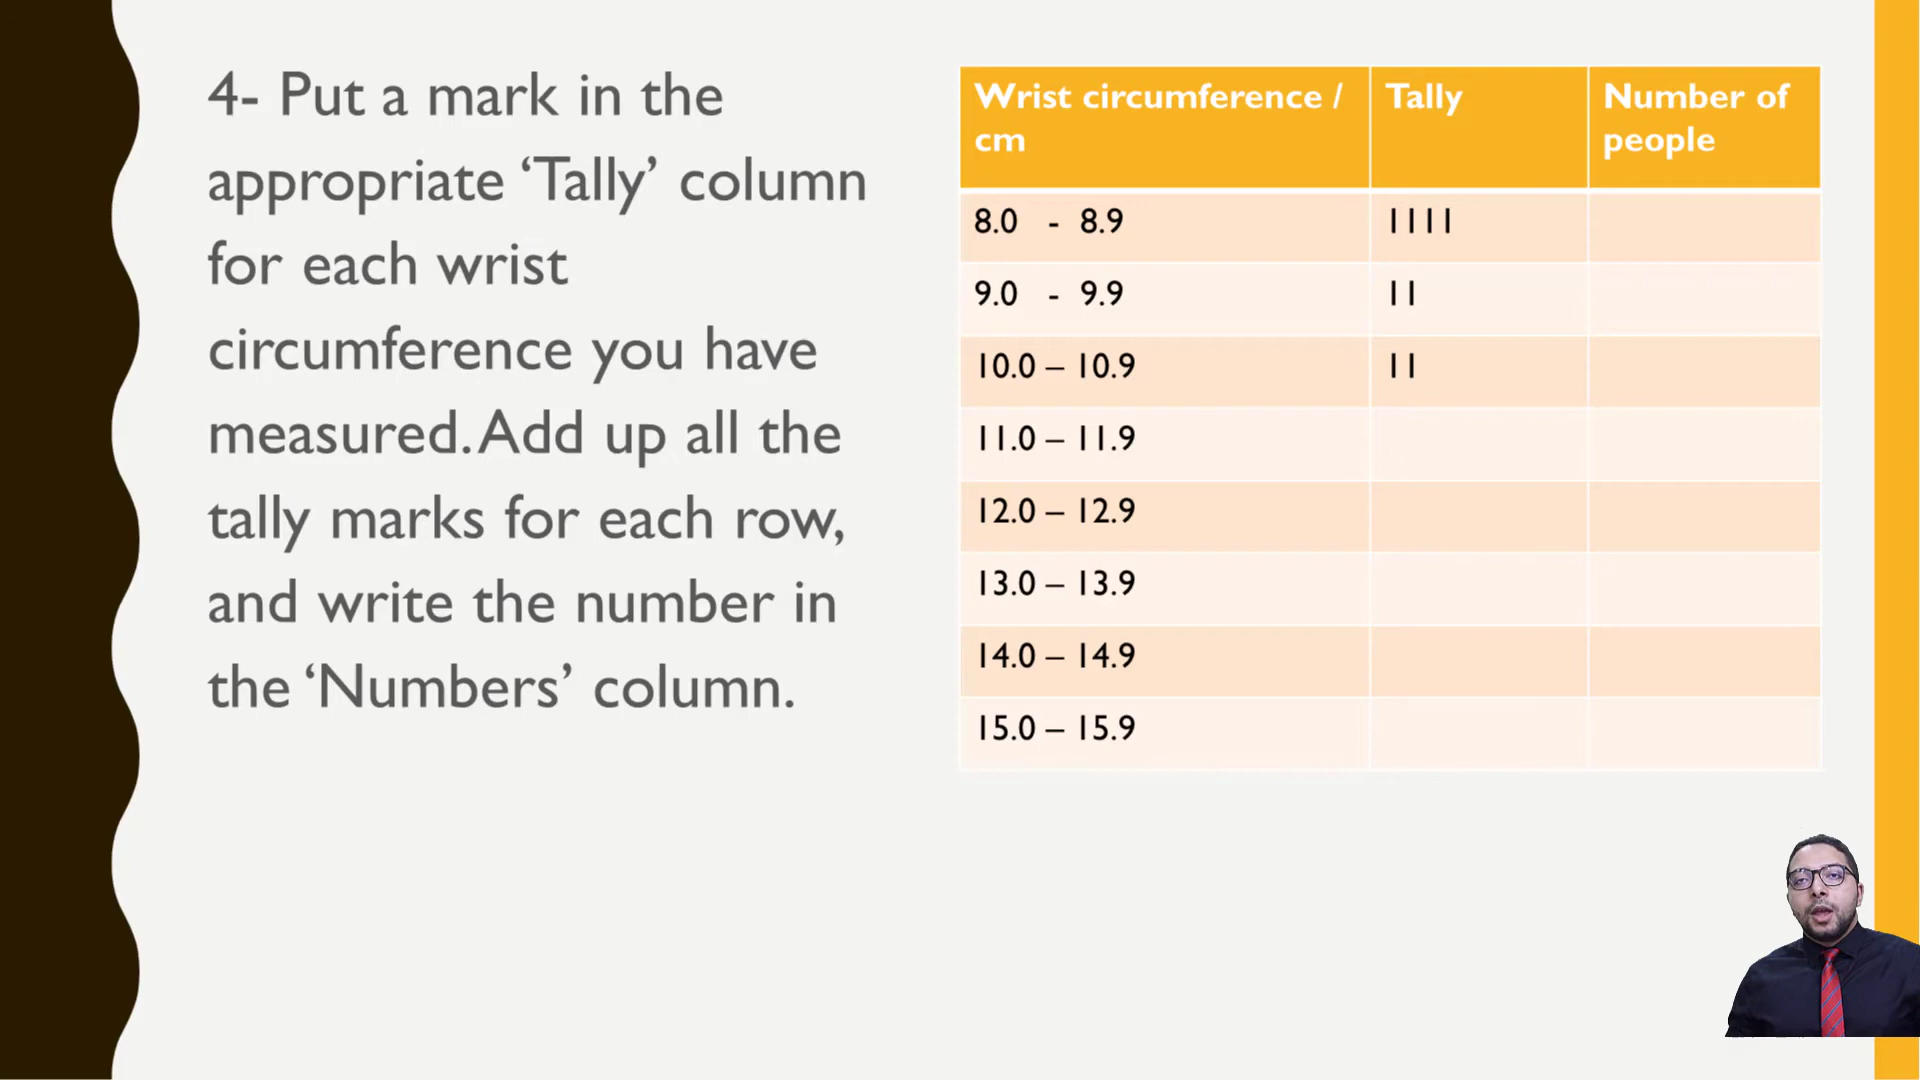 4- Put a mark in the
appropriate ‘Tally’ column
for each wrist
circumference you have
measured. Add up all the
tally marks for each row,
and write the number in
the ‘Numbers’ column.
Wrist circumference / Tally Number of
cm people
8.0 - 8.9 ||||
9.0 - 9.9 ||
10.0 – 10.9 ||
11.0 – 11.9
12.0 – 12.9
13.0 – 13.9
14.0 – 14.9
15.0 – 15.9